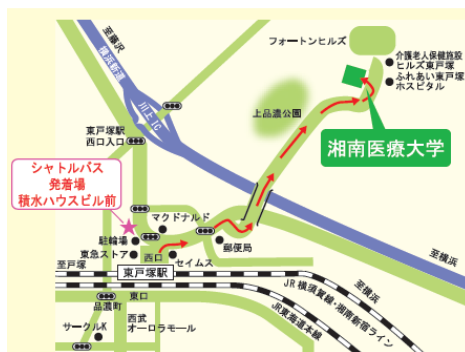 至藤沢
横浜新道
川上IC
フォートンヒルズ
介護老人保健施設
ヒルズ東戸塚
ふれあい東戸塚
ホスピタル
上品濃公園
湘南医療大学
東戸塚駅
西口入口
シャトルバス
発着場
積水ハウスビル前
マクドナルド
駐輪場
郵便局
東急ストア
西口
セイムス
至戸塚
東戸塚駅
至横浜
至横浜
JR横須賀線・湘南新宿ライン
JR東海道本線
東口
品濃町
サークルK
西武
オーロラモール